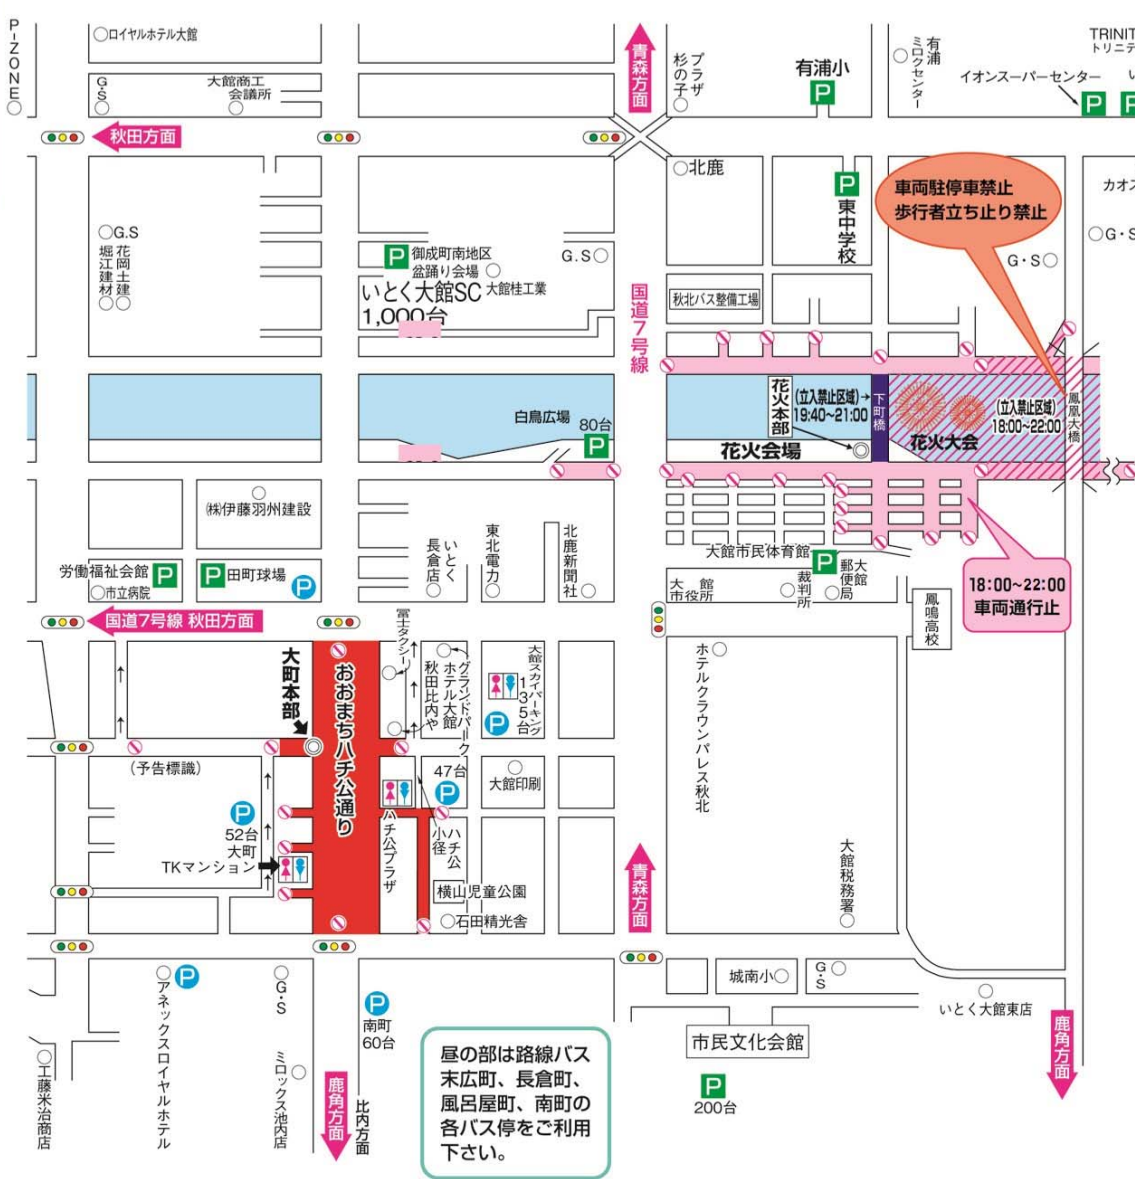 P-ZONE
ロイヤルホテル大館
G・S
大館商工
会議所
秋田方面
青森方面
プラザ
杉の子
有浦小
P
有浦
ミロクセンター
TRINIT
イオンスーパーセンター
P
P
北鹿
P
東中学校
車両駐停車禁止
歩行者立ち止り禁止
カオス
G・S
G・S
G.S
花岡土建
堀江建材
P
御成町南地区
盆踊り会場
いとく大館SC
1,000台
大館桂工業
G.S
国道7号線
秋北バス整備工場
白鳥広場
80台
P
花火本部
(立入禁止区域)→
19:40~21:00
下町橋
花火会場
花火大会
(立入禁止区域)
18:00~22:00
鳳凰大橋
㈱伊藤羽州建設
労働福祉会館
P
市立病院
P
田町球場
P
いとく
長倉店
東北電力
北鹿新聞社
大館市民体育館
P
大館
市役所
裁判所
大館
郵便局
鳳鳴高校
18:00~22:00
車両通行止
国道7号線 秋田方面
大町本部
おおまちハチ公通り
冨士タクシー
グランドパーク
ホテル大館
秋田比内や
大館スカイパーキング
135台
P
ホテルクラウンパレス秋北
(予告標識)
P
52台
大町
TKマンション
ハチ公プラザ
47台
P
ハチ公
小径
大館印刷
横山児童公園
石田精光舎
青森方面
大館税務署
城南小
G・S
いとく大館東店
市民文化会館
P
200台
鹿角方面
P
アネックスロイヤルホテル
G・S
ミロックス池内店
工藤米治商店
P
南町
60台
鹿角方面
比内方面
昼の部は路線バス
末広町、長倉町、
風呂屋町、南町の
各バス停をご利用
下さい。